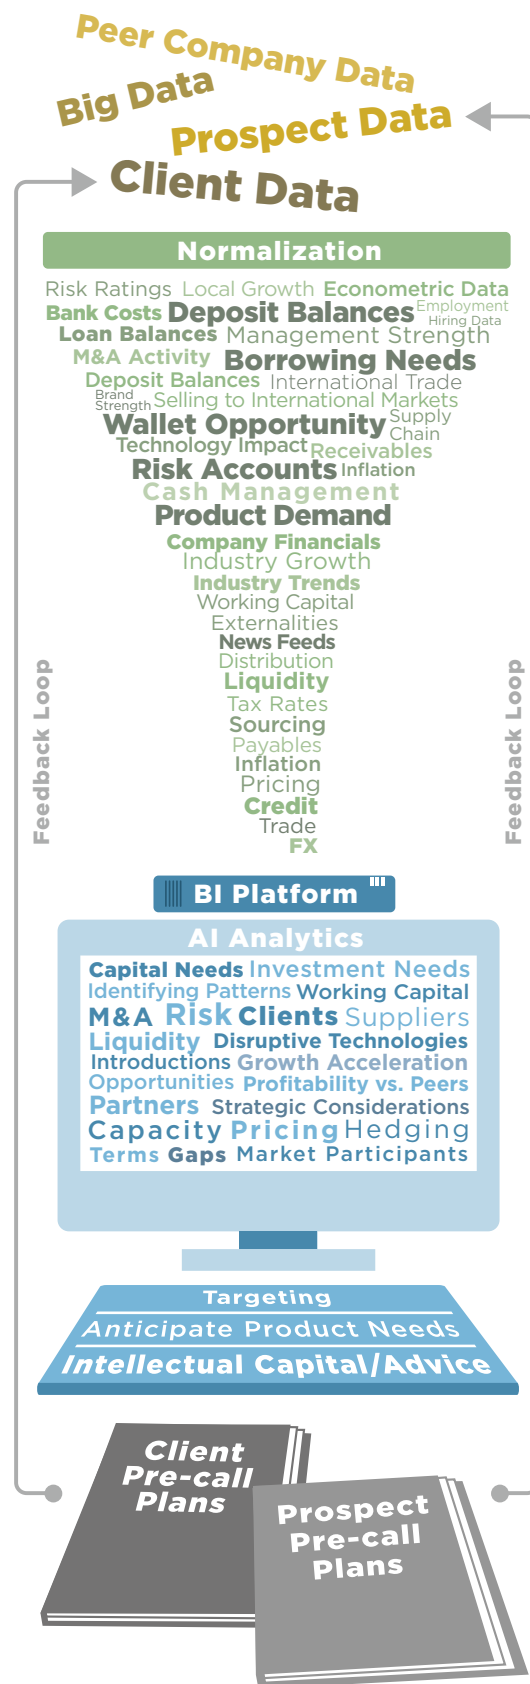 Peer Company Data
Big Data
Prospect Data
Client Data
Normalization
Risk Ratings Local Growth Econometric Data
Bank Costs Deposit Balances Employment
Hiring Data
Loan Balances Management Strength
M&A Activity Borrowing Needs
Deposit Balances International Trade
Brand
Strength Selling to International Markets
Wallet Opportunity Supply
Chain
Technology Impact Receivables
Risk Accounts Inflation
Cash Management
Product Demand
Company Financials
Industry Growth
Industry Trends
Working Capital
Externalities
News Feeds
Distribution
Liquidity
Tax Rates
Sourcing
Payables
Inflation
Pricing
Credit
Trade
FX
Feedback Loop
Feedback Loop
BI Platform
AI Analytics
Capital Needs Investment Needs
Identifying Patterns Working Capital
M&A Risk Clients Suppliers
Liquidity Disruptive Technologies
Introductions Growth Acceleration
Opportunities Profitability vs. Peers
Partners Strategic Considerations
Capacity Pricing Hedging
Terms Gaps Market Participants
Targeting
Anticipate Product Needs
Intellectual Capital/Advice
Client
Pre-call
Plans
Prospect
Pre-call
Plans